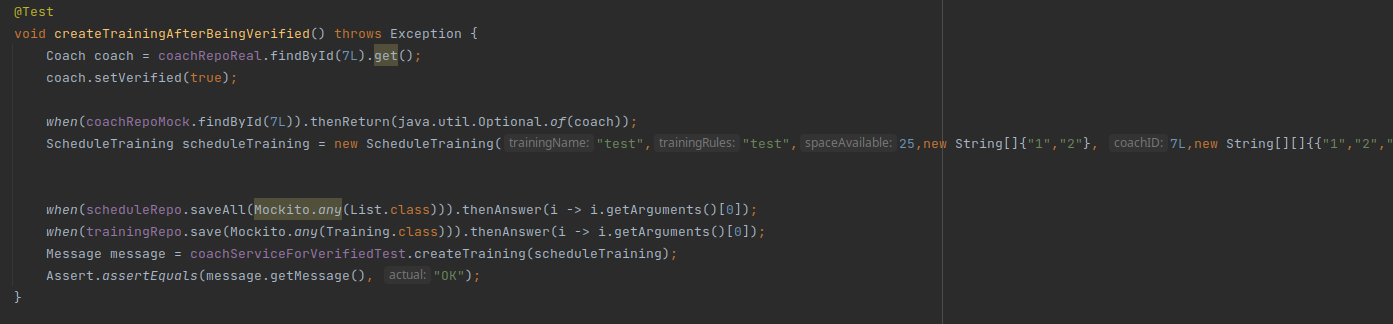 @Test
void createTrainingAfterBeingVerified() throws Exception {
Coach coach = coachRepoReal.findById(7L).get();
coach.setVerified(true);
when(coachRepoMock.findById(7L)).thenReturn(java.util.Optional.of(coach));
ScheduleTraining scheduleTraining = new ScheduleTraining( trainingName: "test", trainingRules: "test", spaceAvailable: 25,new String[]{"1","2"}, coachID: 7L,new String[][]{{"1","2","
when(scheduleRepo.saveAll(Mockito.any(List.class))).thenAnswer(i -> i.getArguments()[0]);
when(trainingRepo.save(Mockito.any(Training.class))).thenAnswer(i -> i.getArguments()[0]);
Message message = coachServiceForVerifiedTest.createTraining(scheduleTraining);
Assert.assertEquals(message.getMessage(), actual: "OK");
}